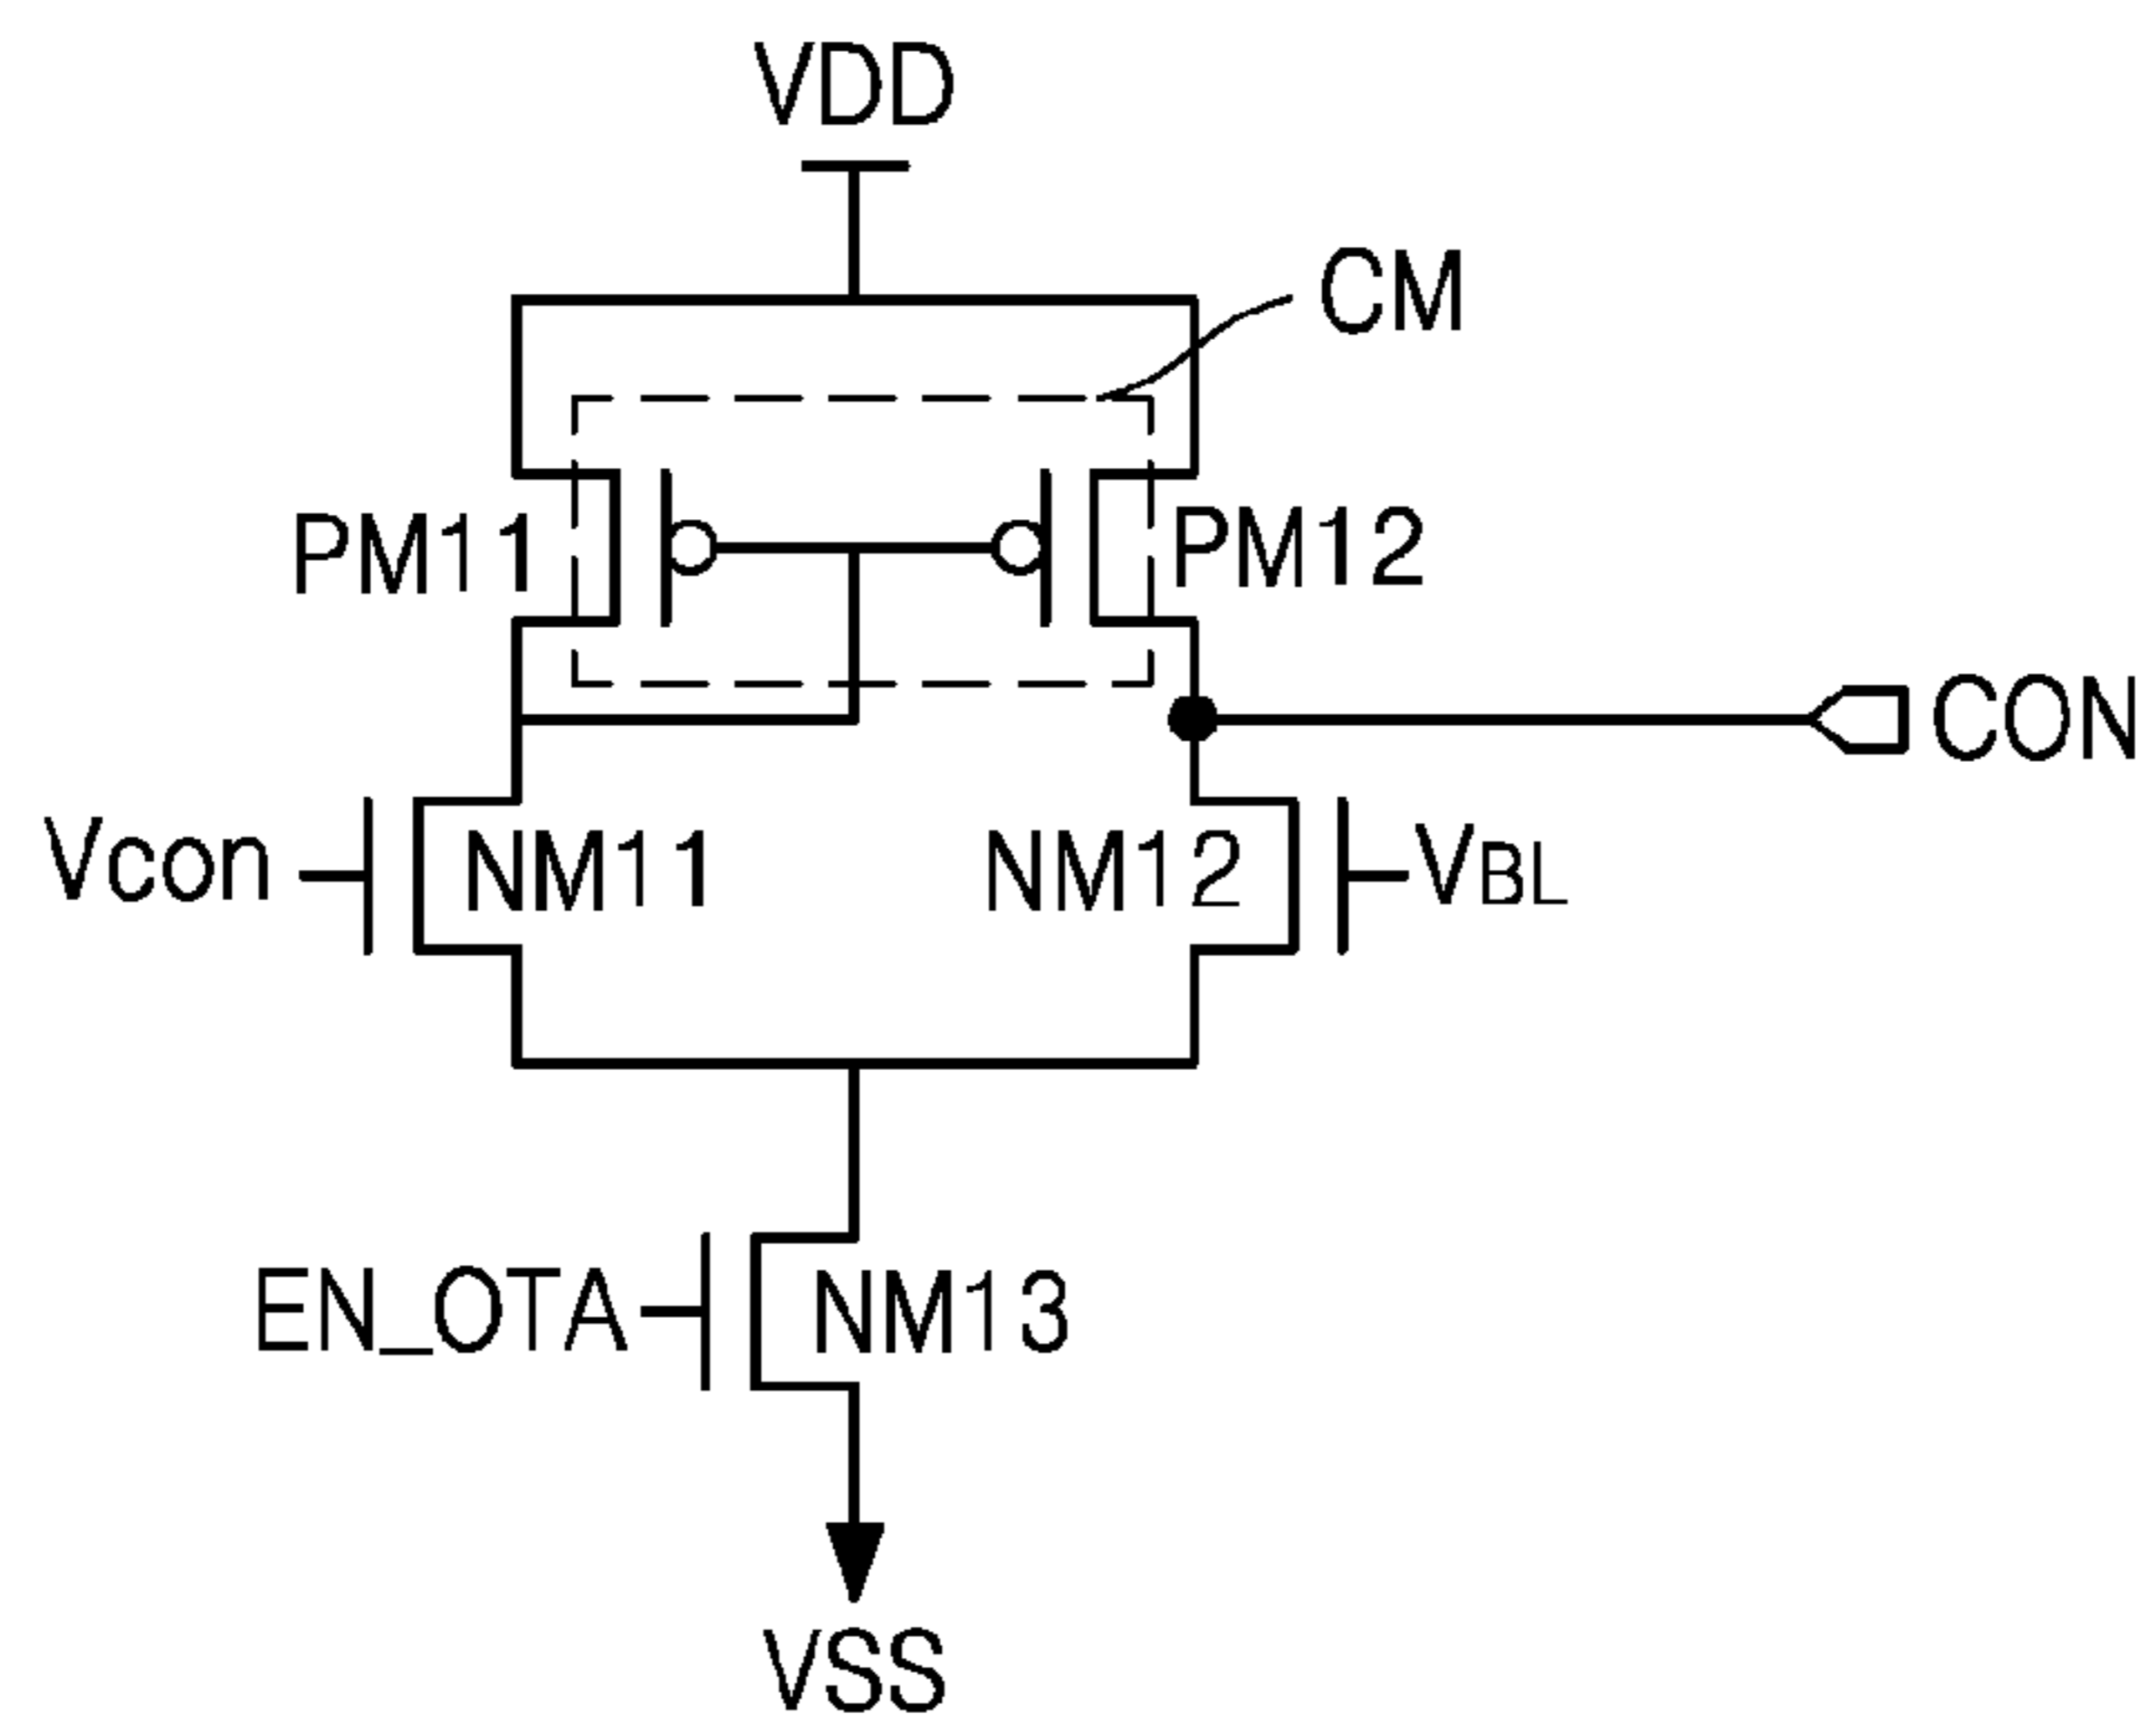 VDD
CM
PM11
PM12
CON
Vcon
NM11
NM12
VBL
EN_OTA
NM13
VSS